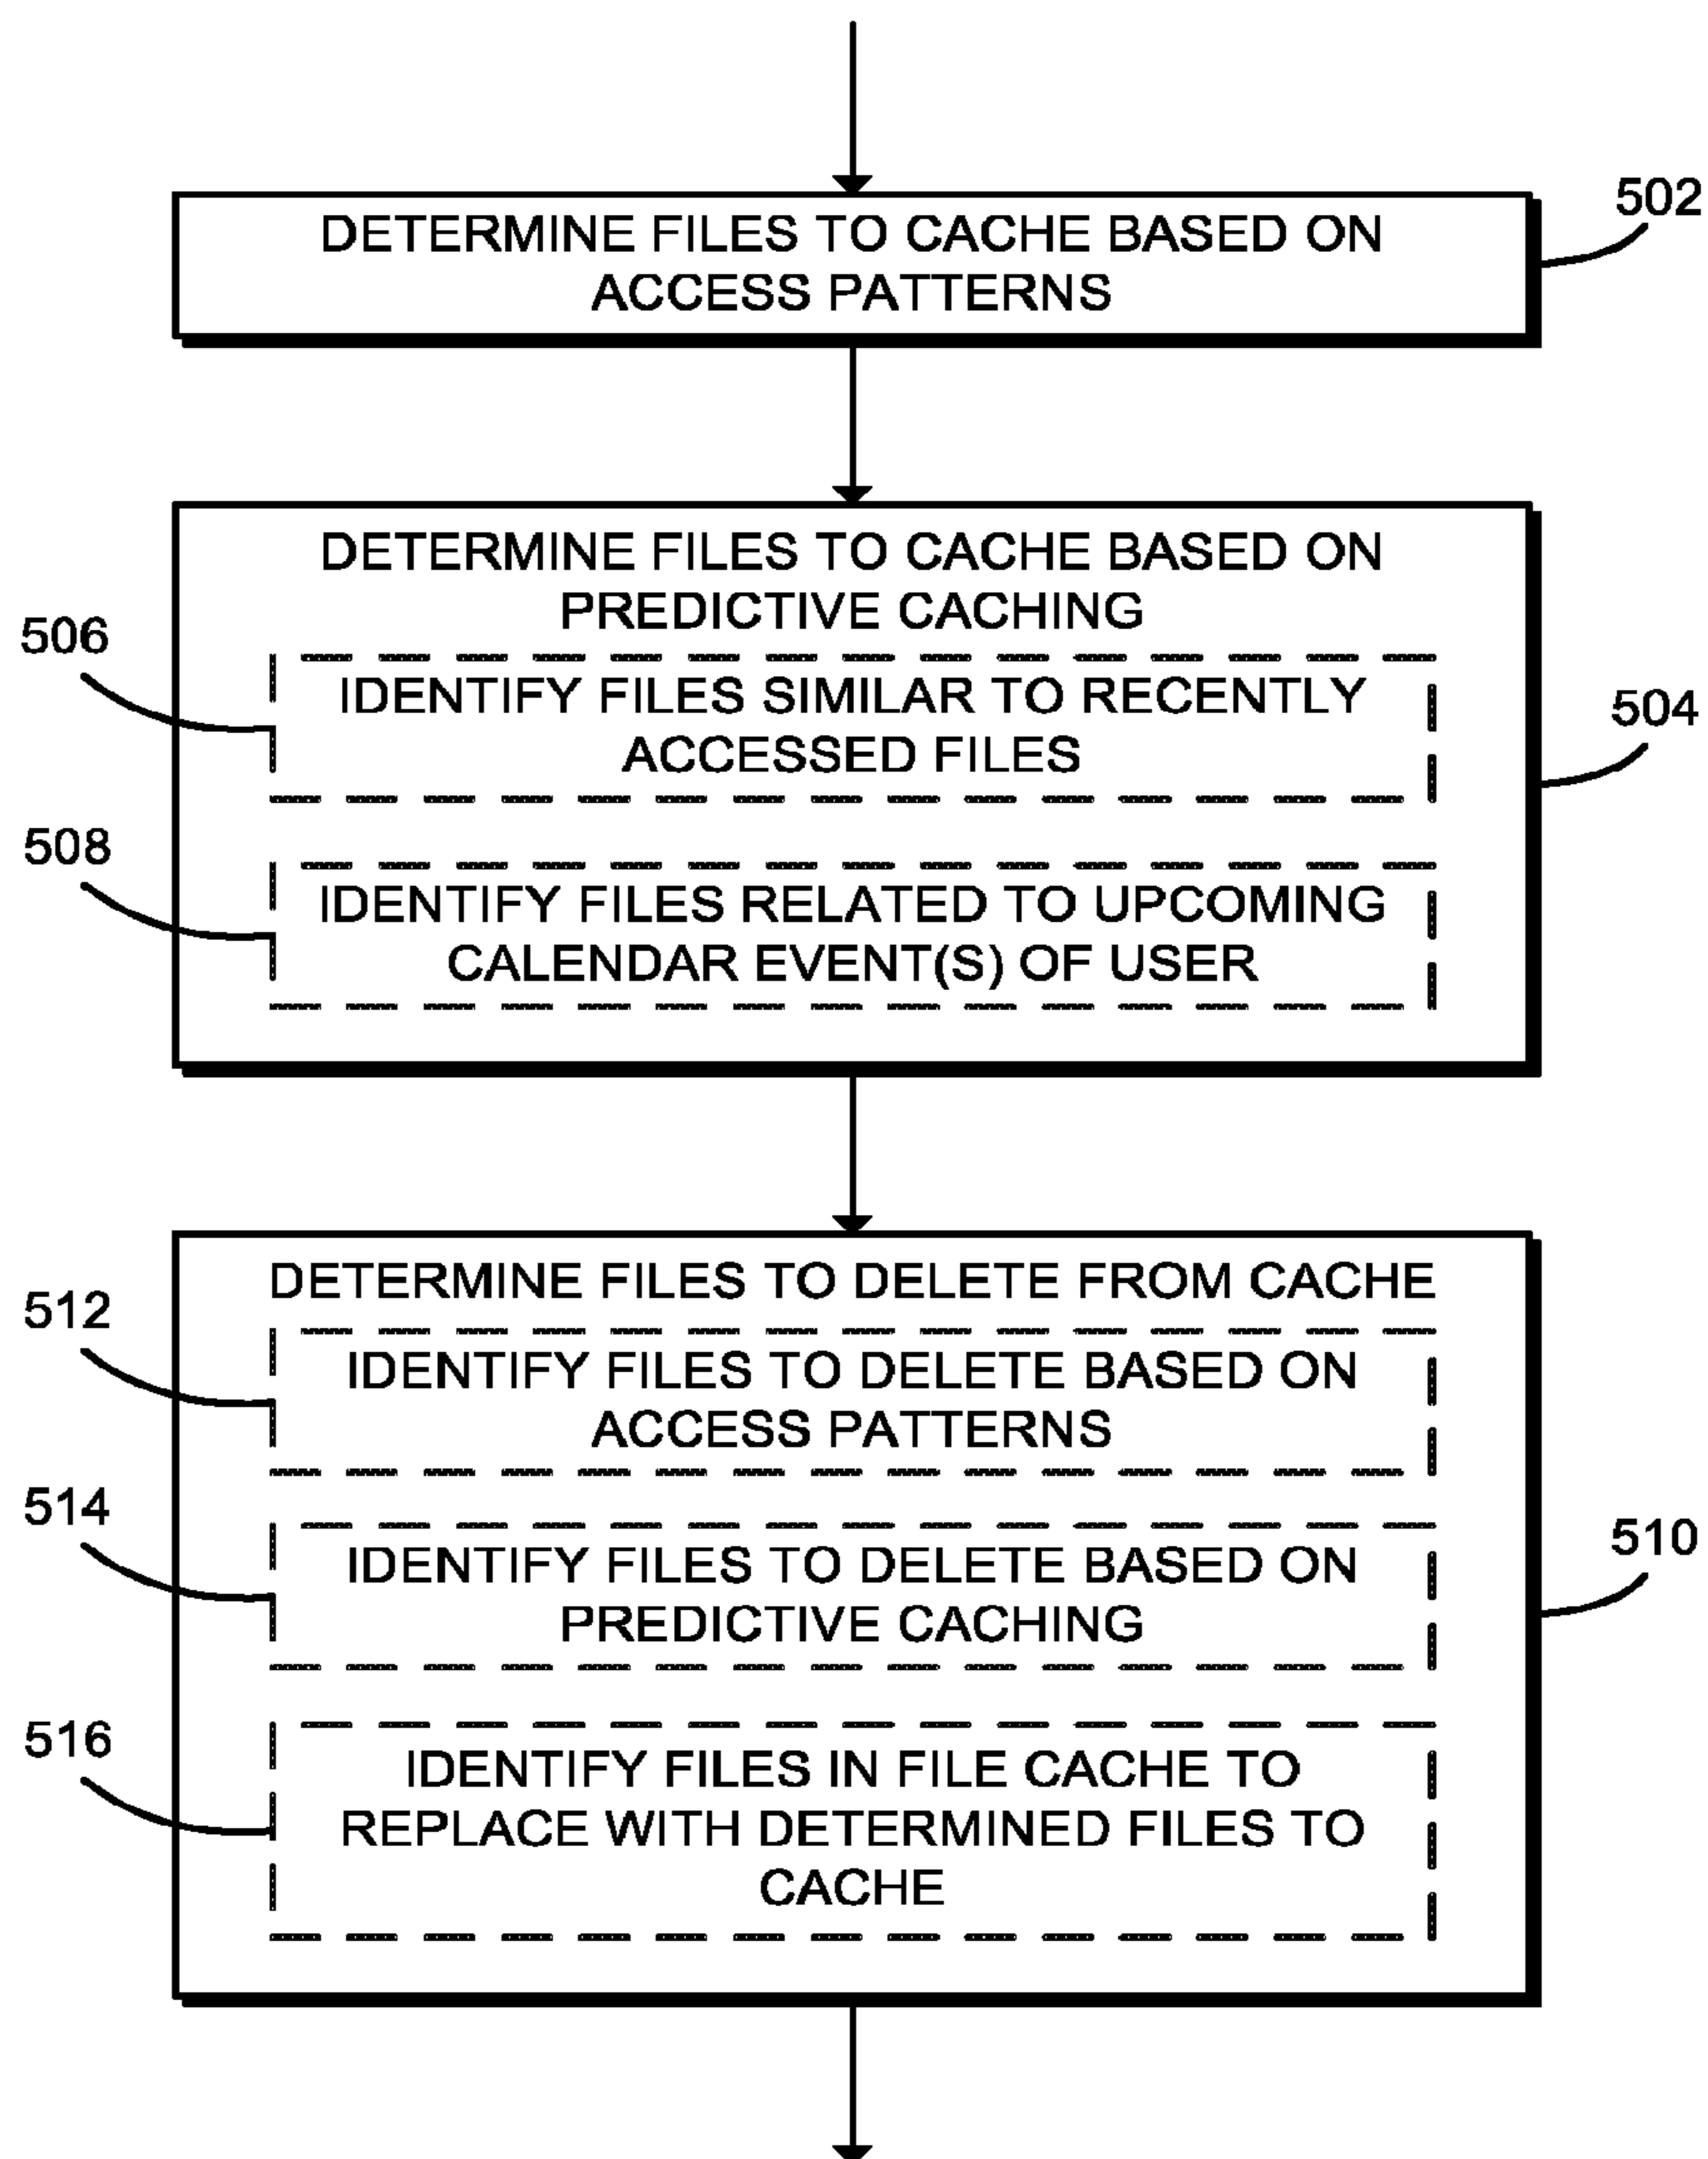 502
DETERMINE FILES TO CACHE BASED ON
ACCESS PATTERNS
DETERMINE FILES TO CACHE BASED ON
PREDICTIVE CACHING
506
IDENTIFY FILES SIMILAR TO RECENTLY
ACCESSED FILES
504
508
IDENTIFY FILES RELATED TO UPCOMING
CALENDAR EVENT(S) OF USER
DETERMINE FILES TO DELETE FROM CACHE
512
IDENTIFY FILES TO DELETE BASED ON
ACCESS PATTERNS
514
IDENTIFY FILES TO DELETE BASED ON
PREDICTIVE CACHING
510
516
IDENTIFY FILES IN FILE CACHE TO
REPLACE WITH DETERMINED FILES TO
CACHE